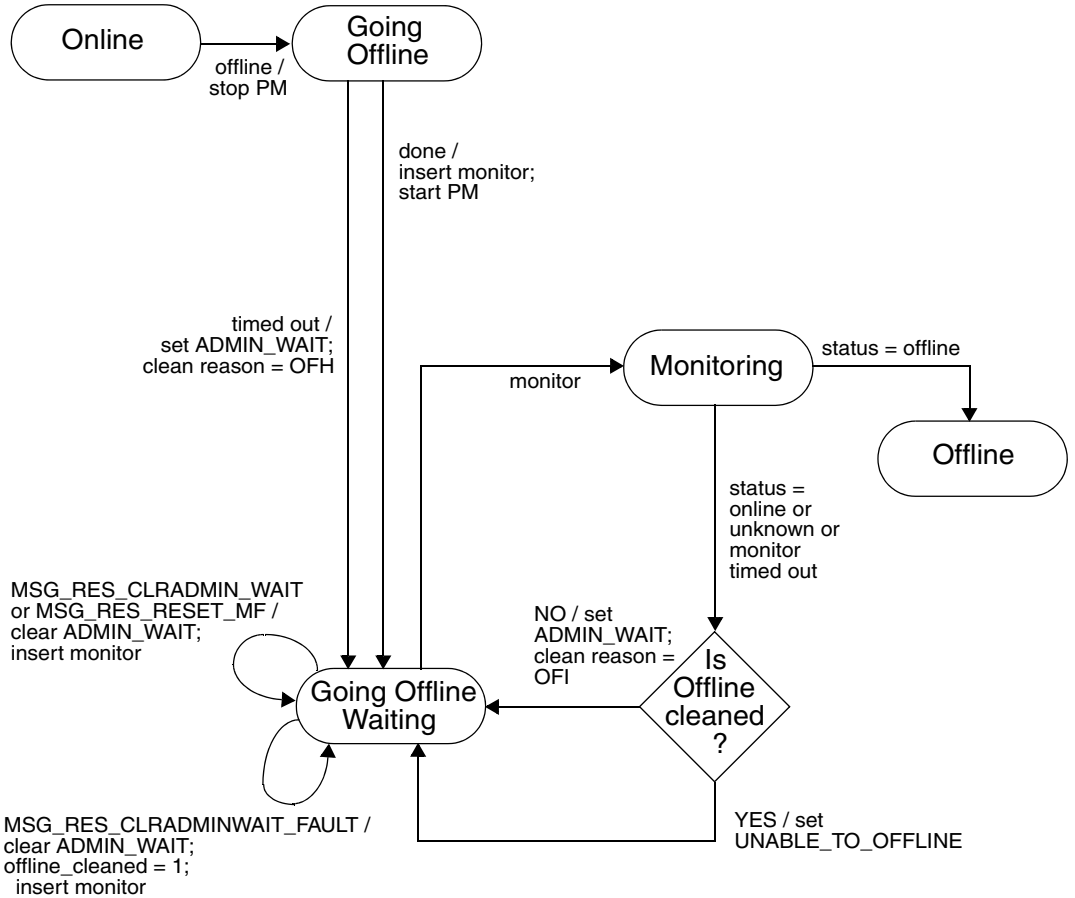 Online
Going
Offline
offline /
stop PM
done /
insert monitor;
start PM
timed out /
set ADMIN_WAIT;
clean reason = OFH
monitor
Monitoring
status = offline
Offline
status =
online or
unknown or
monitor
timed out
MSG_RES_CLRADMIN_WAIT
or MSG_RES_RESET_MF /
clear ADMIN_WAIT;
insert monitor
NO / set
ADMIN_WAIT;
clean reason =
OFI
Is
Offline
cleaned
?
Going Offline
Waiting
MSG_RES_CLRADMINWAIT_FAULT /
clear ADMIN_WAIT;
offline_cleaned = 1;
insert monitor
YES / set
UNABLE_TO_OFFLINE